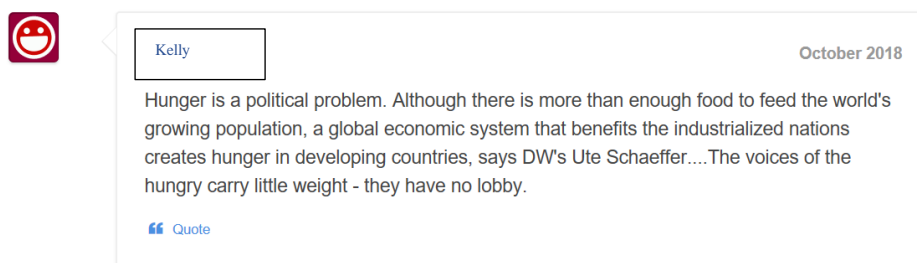 Kelly
October 2018
Hunger is a political problem. Although there is more than enough food to feed the world's
growing population, a global economic system that benefits the industrialized nations
creates hunger in developing countries, says DW's Ute Schaeffer....The voices of the
hungry carry little weight - they have no lobby.
Quote